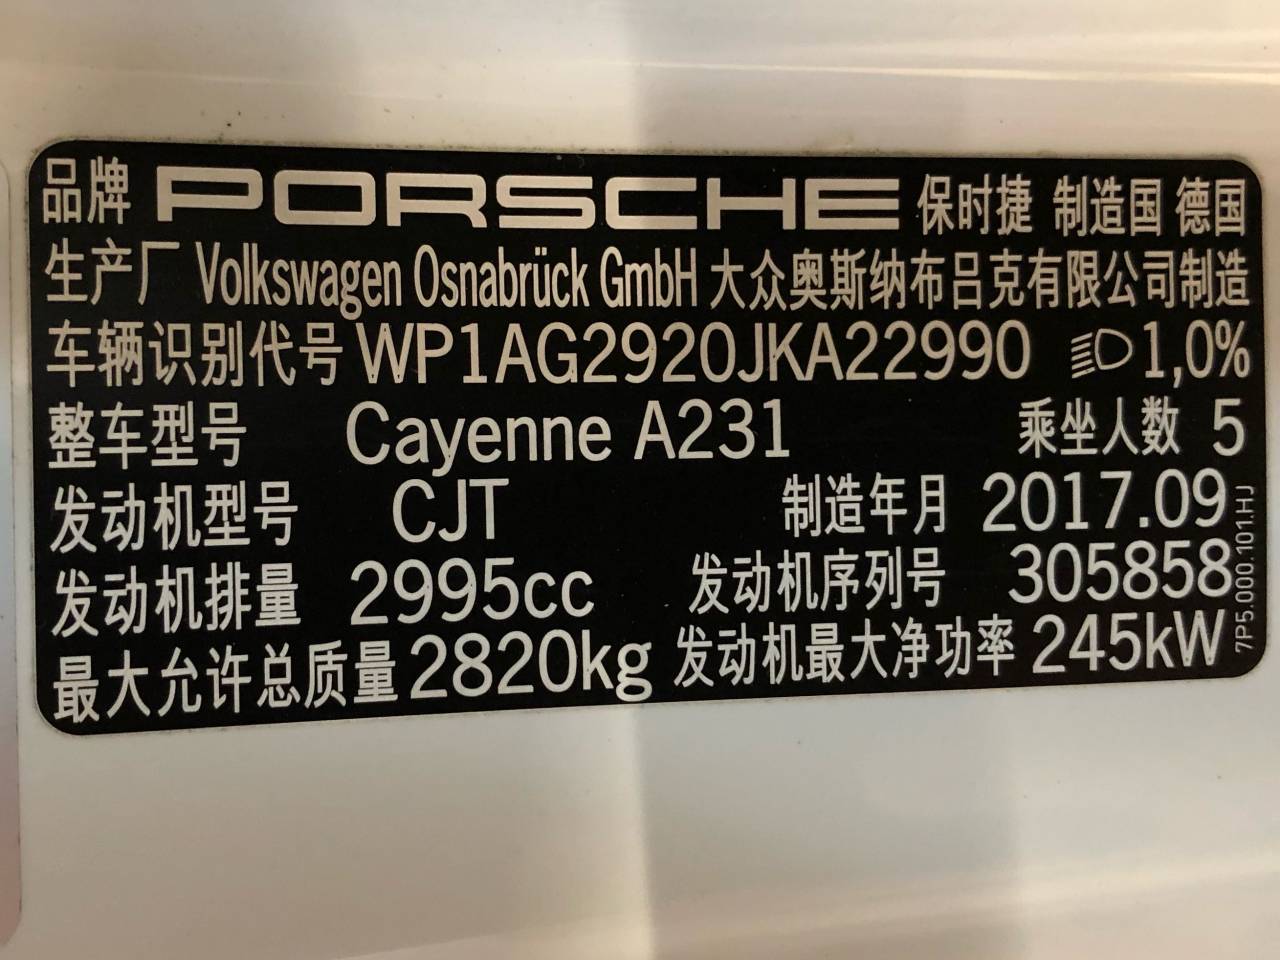 品牌 PORSCHE 保时捷 制造国 德国
生产厂 Volkswagen Osnabrück GmbH 大众奥斯纳布吕克有限公司制造
车辆识别代号 WP1AG2920JKA22990 1,0%
整车型号 Cayenne A231 乘坐人数 5
发动机型号 CJT 制造年月 2017.09
发动机排量 2995cc 发动机序列号 305858
最大允许总质量 2820kg 发动机最大净功率 245kW
7P5.000.101.HJ